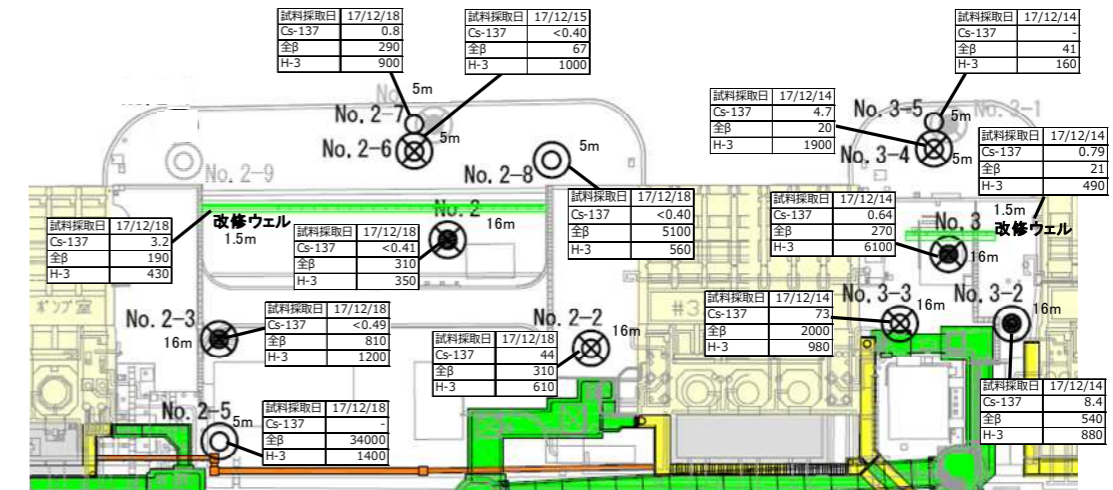 試料採取日 17/12/18
Cs-137 0.8
全β 290
H-3 900
試料採取日 17/12/15
Cs-137 <0.40
全β 67
H-3 1000
試料採取日 17/12/14
Cs-137 -
全β 41
H-3 160
試料採取日 17/12/14
Cs-137 4.7
全β 20
H-3 1900
試料採取日 17/12/14
Cs-137 0.79
全β 21
H-3 490
No 5m
No. 2-7
No. 2-6 5m
No. 2-8 5m
No. 2-9
No. 3-5 5m
No. 3-1
No. 3-4 5m
試料採取日 17/12/18
Cs-137 3.2
全β 190
H-3 430
改修ウェル
1.5m
No. 2 16m
試料採取日 17/12/18
Cs-137 <0.41
全β 310
H-3 350
試料採取日 17/12/18
Cs-137 <0.40
全β 5100
H-3 560
試料採取日 17/12/14
Cs-137 0.64
全β 270
H-3 6100
1.5m
改修ウェル
No. 3
16m
ポンプ室
No. 2-3
16m
試料採取日 17/12/18
Cs-137 <0.49
全β 810
H-3 1200
No. 2-2
16m
試料採取日 17/12/18
Cs-137 44
全β 310
H-3 610
#3
試料採取日 17/12/14
Cs-137 73
全β 2000
H-3 980
No. 3-3
16m
No. 3-2
16m
試料採取日 17/12/14
Cs-137 8.4
全β 540
H-3 880
No. 2-5
5m
試料採取日 17/12/18
Cs-137 -
全β 34000
H-3 1400